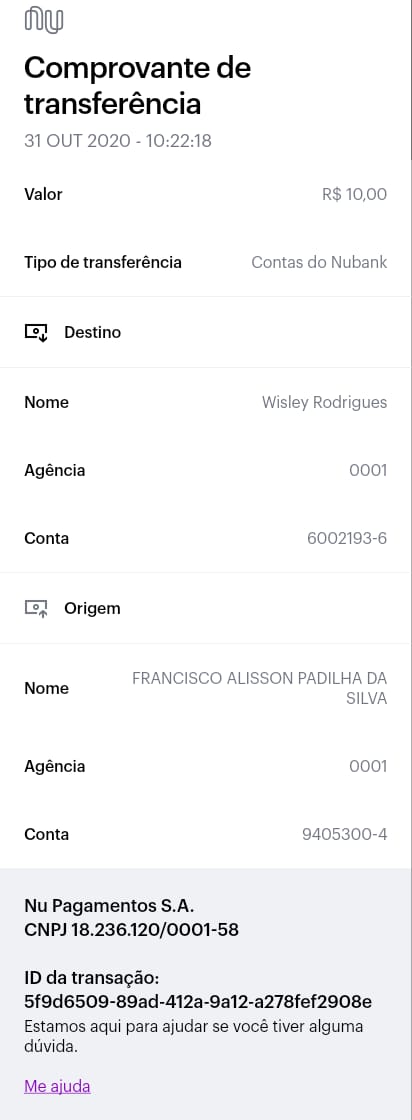 nu
Comprovante de
transferência
31 OUT 2020 - 10:22:18
Valor R$ 10,00
Tipo de transferência Contas do Nubank
Destino
Nome Wisley Rodrigues
Agência 0001
Conta 6002193-6
Origem
Nome FRANCISCO ALISSON PADILHA DA
SILVA
Agência 0001
Conta 9405300-4
Nu Pagamentos S.A.
CNPJ 18.236.120/0001-58
ID da transação:
5f9d6509-89ad-412a-9a12-a278fef2908e
Estamos aqui para ajudar se você tiver alguma
dúvida.
Me ajuda